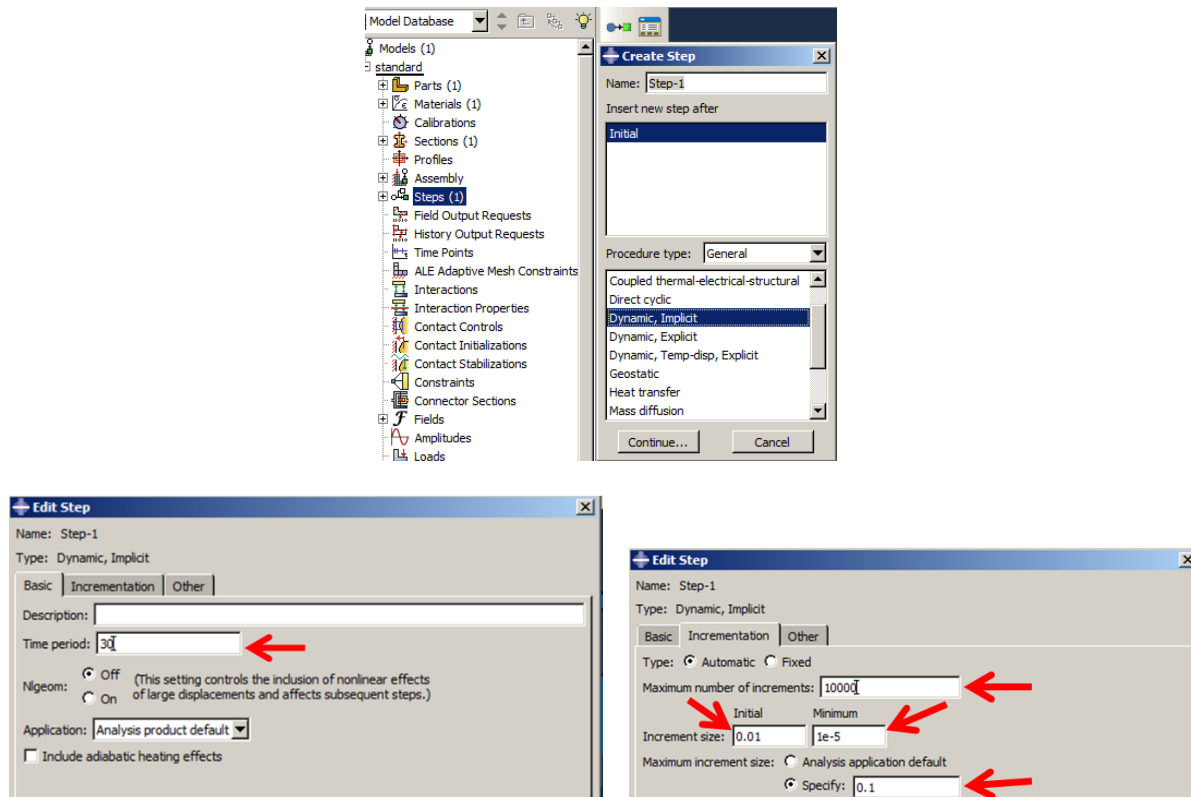 Model Database
Models (1)
standard
Parts (1)
Materials (1)
Calibrations
Sections (1)
Profiles
Assembly
Steps (1)
Field Output Requests
History Output Requests
Time Points
ALE Adaptive Mesh Constraints
Interactions
Interaction Properties
Contact Controls
Contact Initializations
Contact Stabilizations
Constraints
Connector Sections
Fields
Amplitudes
Loads
Create Step
Name: Step-1
Insert new step after
Initial
Procedure type: General
Coupled thermal-electrical-structural
Direct cyclic
Dynamic, Implicit
Dynamic, Explicit
Dynamic, Temp-disp, Explicit
Geostatic
Heat transfer
Mass diffusion
Continue... Cancel
Edit Step
Name: Step-1
Type: Dynamic, Implicit
Basic Incrementation Other
Description:
Time period: 30
Nlgeom: Off (This setting controls the inclusion of nonlinear effects
On of large displacements and affects subsequent steps.)
Application: Analysis product default
Include adiabatic heating effects
Edit Step
Name: Step-1
Type: Dynamic, Implicit
Basic Incrementation Other
Type: Automatic Fixed
Maximum number of increments: 10000
Initial Minimum
Increment size: 0.01 1e-5
Maximum increment size: Analysis application default
Specify: 0.1